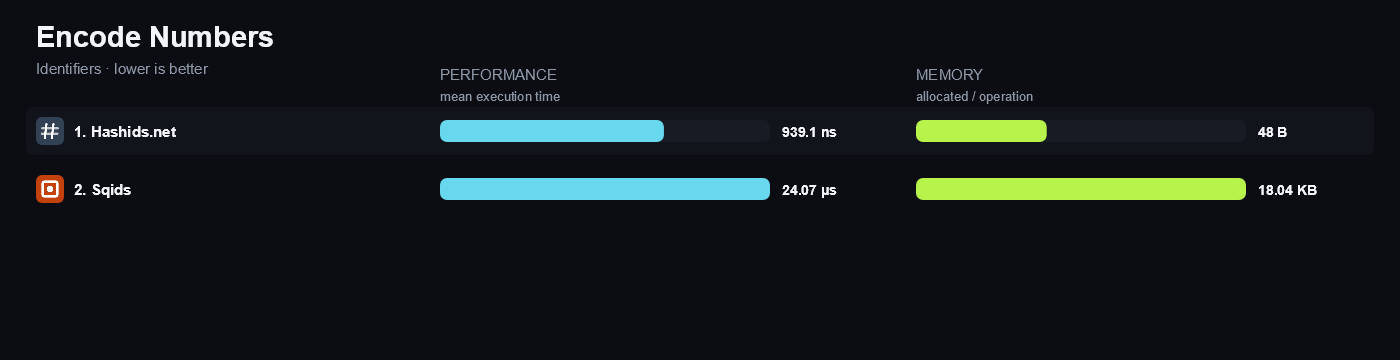 Encode Numbers
Identifiers · lower is better
PERFORMANCE
mean execution time
MEMORY
allocated / operation
1. Hashids.net
939.1 ns
48 B
2. Sqids
24.07 µs
18.04 KB